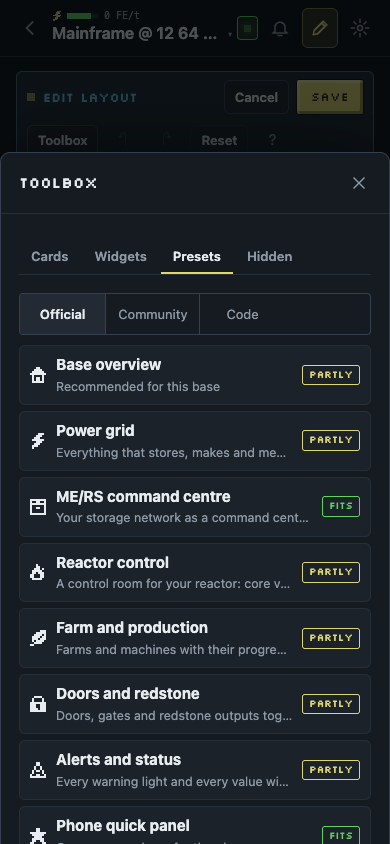 0 FE/t
Mainframe @ 12 64 ...
EDIT LAYOUT
Cancel
SAVE
Toolbox
Reset
?
TOOLBOX
Cards
Widgets
Presets
Hidden
Official
Community
Code
Base overview
PARTLY
Recommended for this base
Power grid
PARTLY
Everything that stores, makes and me...
ME/RS command centre
FITS
Your storage network as a command cent...
Reactor control
PARTLY
A control room for your reactor: core v...
Farm and production
PARTLY
Farms and machines with their progre...
Doors and redstone
PARTLY
Doors, gates and redstone outputs tog...
Alerts and status
PARTLY
Every warning light and every value wi...
Phone quick panel
FITS